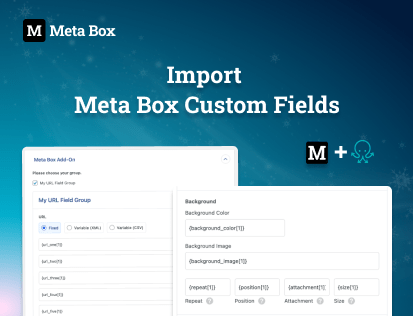 M Meta Box
Import
Meta Box Custom Fields
M +
Meta Box Add-On
Please choose your group.
My URL Field Group
My URL Field Group
URL
Fixed Variable (XML) Variable (CSV)
{url_one[1]}
{url_two[1]}
{url_three[1]}
{url_four[1]}
{url_five[1]}
Background
Background Color
{background_color[1]}
Background Image
{background_image[1]}
{repeat[1]} {position[1]} {attachment[1]} {size[1]}
Repeat ? Position ? Attachment ? Size ?